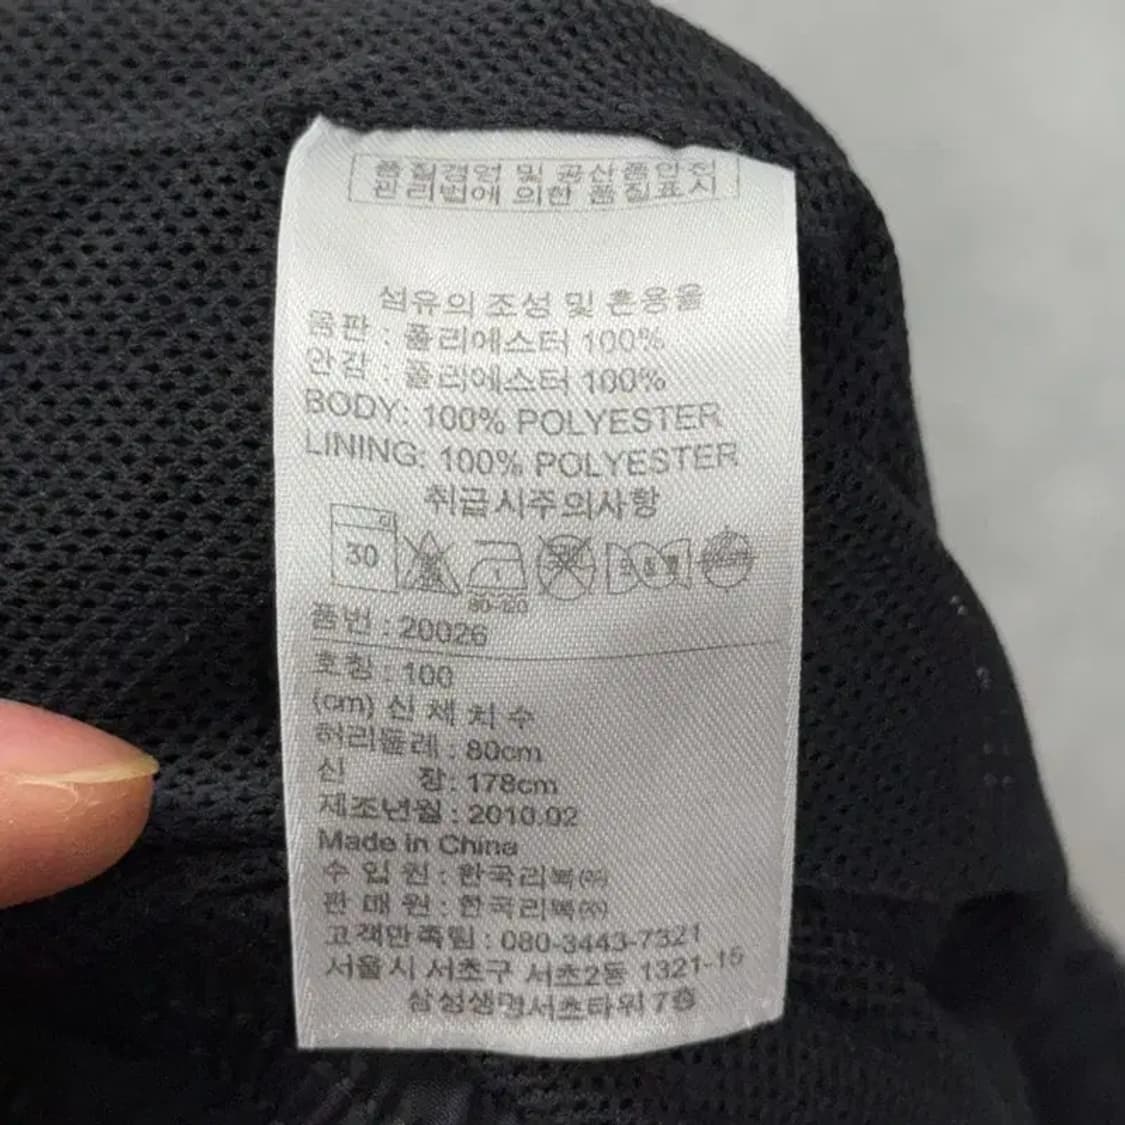 품질경영 및 공산품안전
관리법에 의한 품질표시
섬유의 조성 및 혼용율
몸판 : 폴리에스터 100%
안감 : 폴리에스터 100%
BODY: 100% POLYESTER
LINING: 100% POLYESTER
취급시주의사항
30
80-120
품번 : 20026
호칭 : 100
(cm) 신 체 치 수
허리둘레 : 80cm
신 장: 178cm
제조년월 : 2010.02
Made in China
수 입 원 : 한국리복(주)
판 매 원 : 한국리복(주)
고객만족팀 : 080-3443-7321
서울시 서초구 서초2동 1321-15
삼성생명서초타워 7층